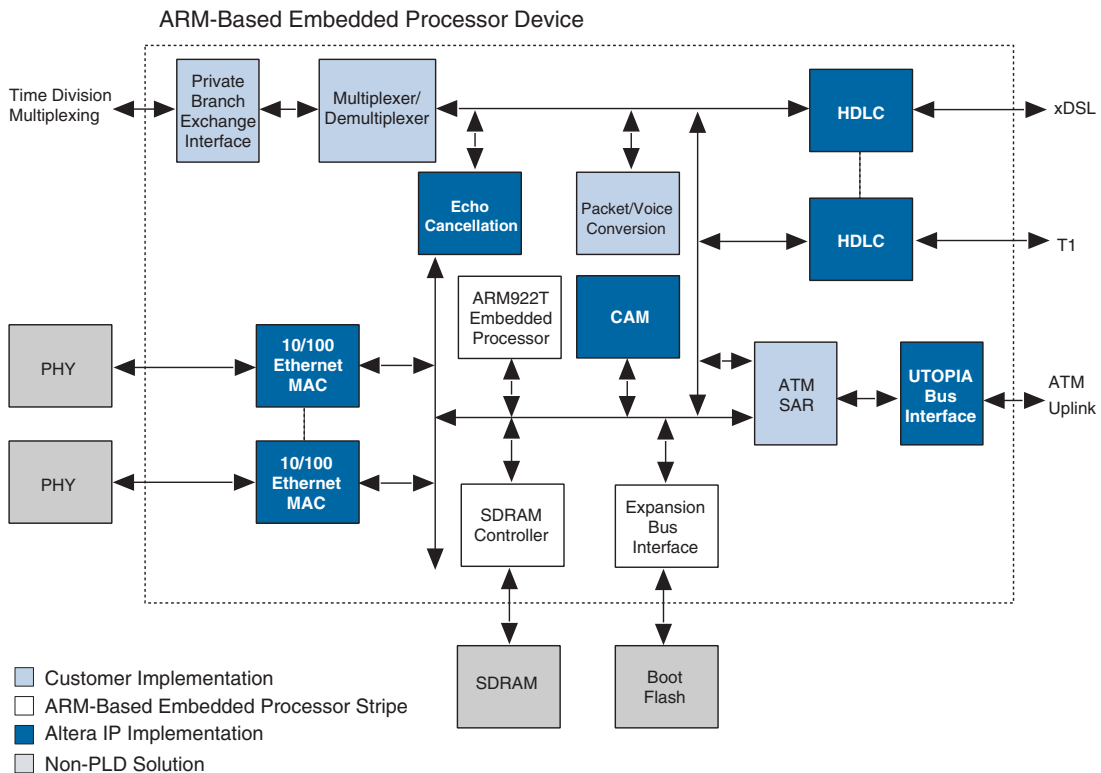 ARM-Based Embedded Processor Device
Time Division
Multiplexing
Private
Branch
Exchange
Interface
Multiplexer/
Demultiplexer
HDLC
xDSL
Echo
Cancellation
Packet/Voice
Conversion
HDLC
T1
ARM922T
Embedded
Processor
CAM
PHY
10/100
Ethernet
MAC
ATM
SAR
UTOPIA
Bus
Interface
ATM
Uplink
PHY
10/100
Ethernet
MAC
SDRAM
Controller
Expansion
Bus
Interface
SDRAM
Boot
Flash
Customer Implementation
ARM-Based Embedded Processor Stripe
Altera IP Implementation
Non-PLD Solution